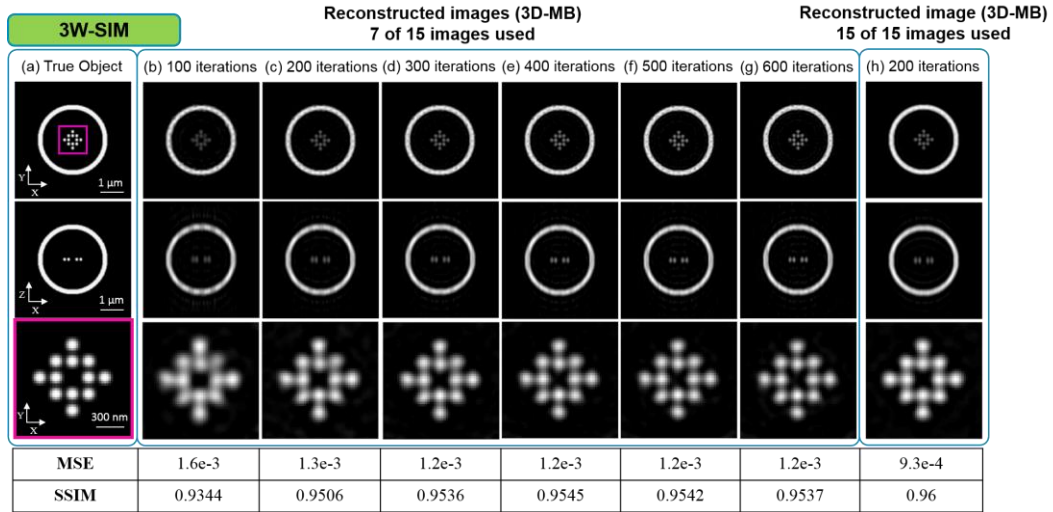 3W-SIM
Reconstructed images (3D-MB)
7 of 15 images used
Reconstructed image (3D-MB)
15 of 15 images used
(a) True Object (b) 100 iterations (c) 200 iterations (d) 300 iterations (e) 400 iterations (f) 500 iterations (g) 600 iterations (h) 200 iterations
Y
X
1 µm
Z
X
1 µm
Y
X
300 nm
MSE 1.6e-3 1.3e-3 1.2e-3 1.2e-3 1.2e-3 1.2e-3 9.3e-4
SSIM 0.9344 0.9506 0.9536 0.9545 0.9542 0.9537 0.96